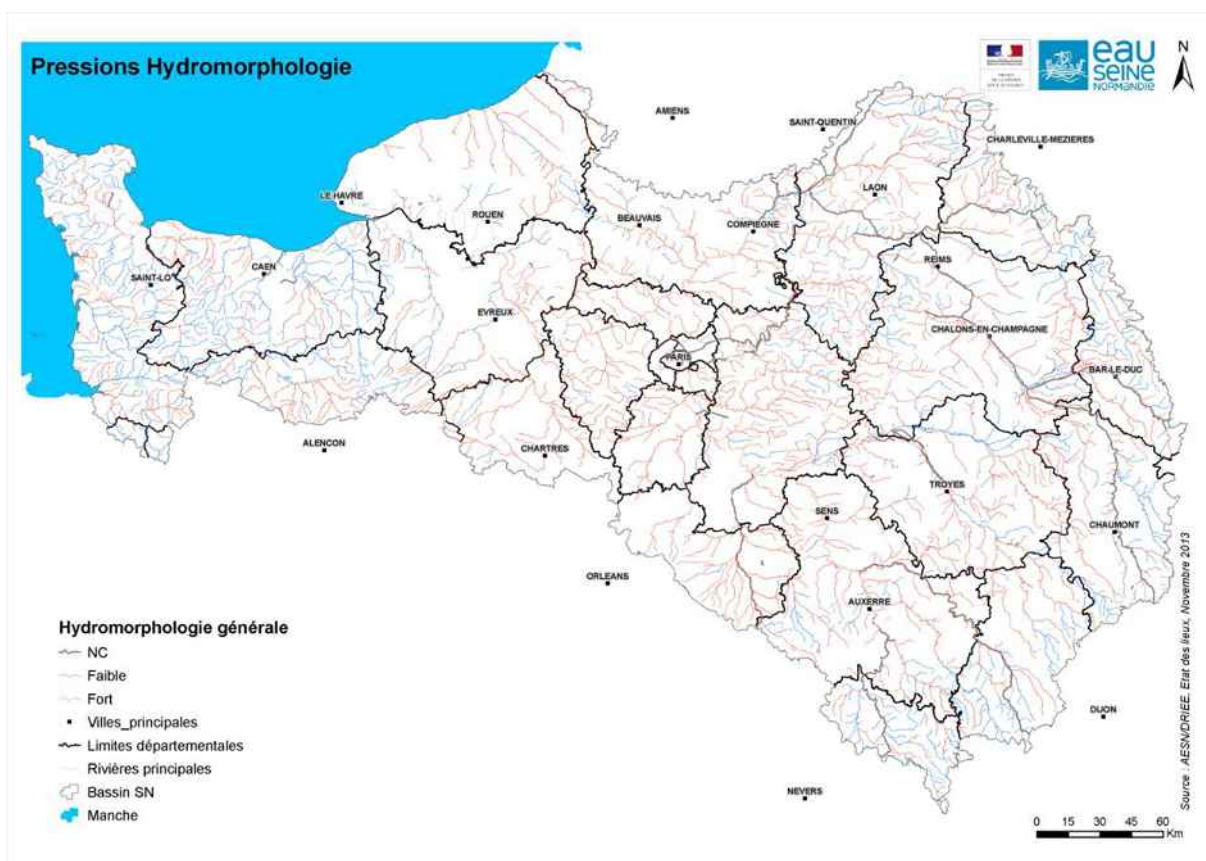 Pressions Hydromorphologie
eau
SEINE
NORMANDIE
N
AMIENS
SAINT-QUENTIN
CHARLEVILLE-MEZIERES
LE HAVRE
ROUEN
BEAUVAIS
COMPIEGNE
LAON
SAINT-LO
CAEN
REIMS
EVREUX
CHALONS-EN-CHAMPAGNE
PARIS
BAR-LE-DUC
ALENCON
CHARTRES
TROYES
SENS
CHAUMONT
ORLEANS
AUXERRE
DIJON
NEVERS
Hydromorphologie générale
NC
Faible
Fort
Villes_principales
Limites départementales
Rivières principales
Bassin SN
Manche
Source : AESN/DRIEE, Etat des lieux, Novembre 2013
0 15 30 45 60
Km